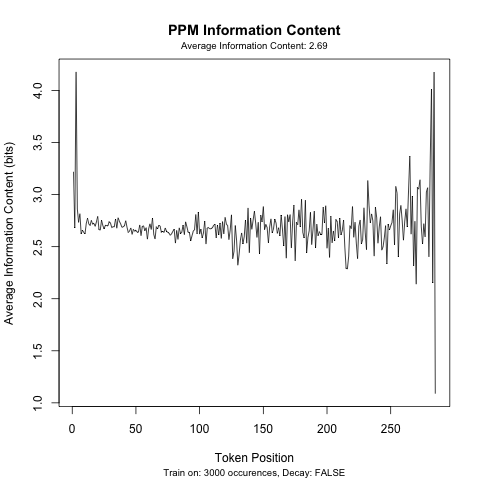 PPM Information Content
Average Information Content: 2.69
Average Information Content (bits)
4.0
3.5
3.0
2.5
2.0
1.5
1.0
0 50 100 150 200 250
Token Position
Train on: 3000 occurences, Decay: FALSE